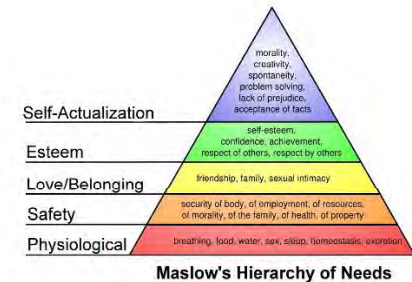 morality,
creativity,
spontaneity,
problem solving,
lack of prejudice,
acceptance of facts
Self-Actualization
self-esteem,
confidence, achievement,
respect of others, respect by others
Esteem
friendship, family, sexual intimacy
Love/Belonging
security of body, of employment, of resources,
of morality, of the family, of health, of property
Safety
breathing, food, water, sex, sleep, homeostasis, excretion
Physiological
Maslow's Hierarchy of Needs